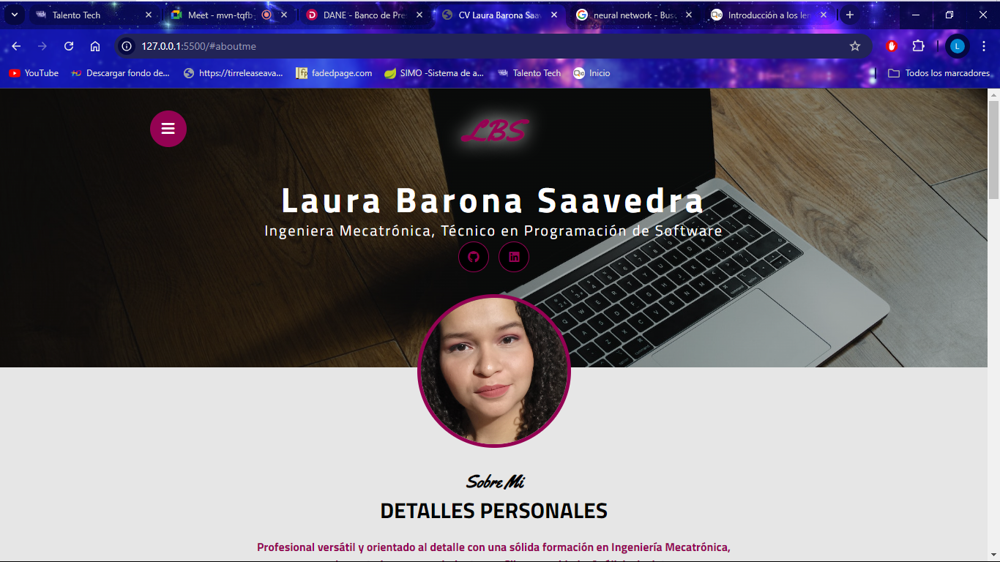 Talento Tech
Meet - mvn-tqfb
DANE - Banco de Pre
CV Laura Barona Saav
neural network - Bus
Introducción a los len
127.0.0.1:5500/#aboutme
L
YouTube
Descargar fondo de...
https://tirreleaseava...
fadedpage.com
SIMO -Sistema de a...
Talento Tech
Inicio
Todos los marcadores
LBS
Laura Barona Saavedra
Ingeniera Mecatrónica, Técnico en Programación de Software
Sobre Mi
DETALLES PERSONALES
Profesional versátil y orientado al detalle con una sólida formación en Ingeniería Mecatrónica,